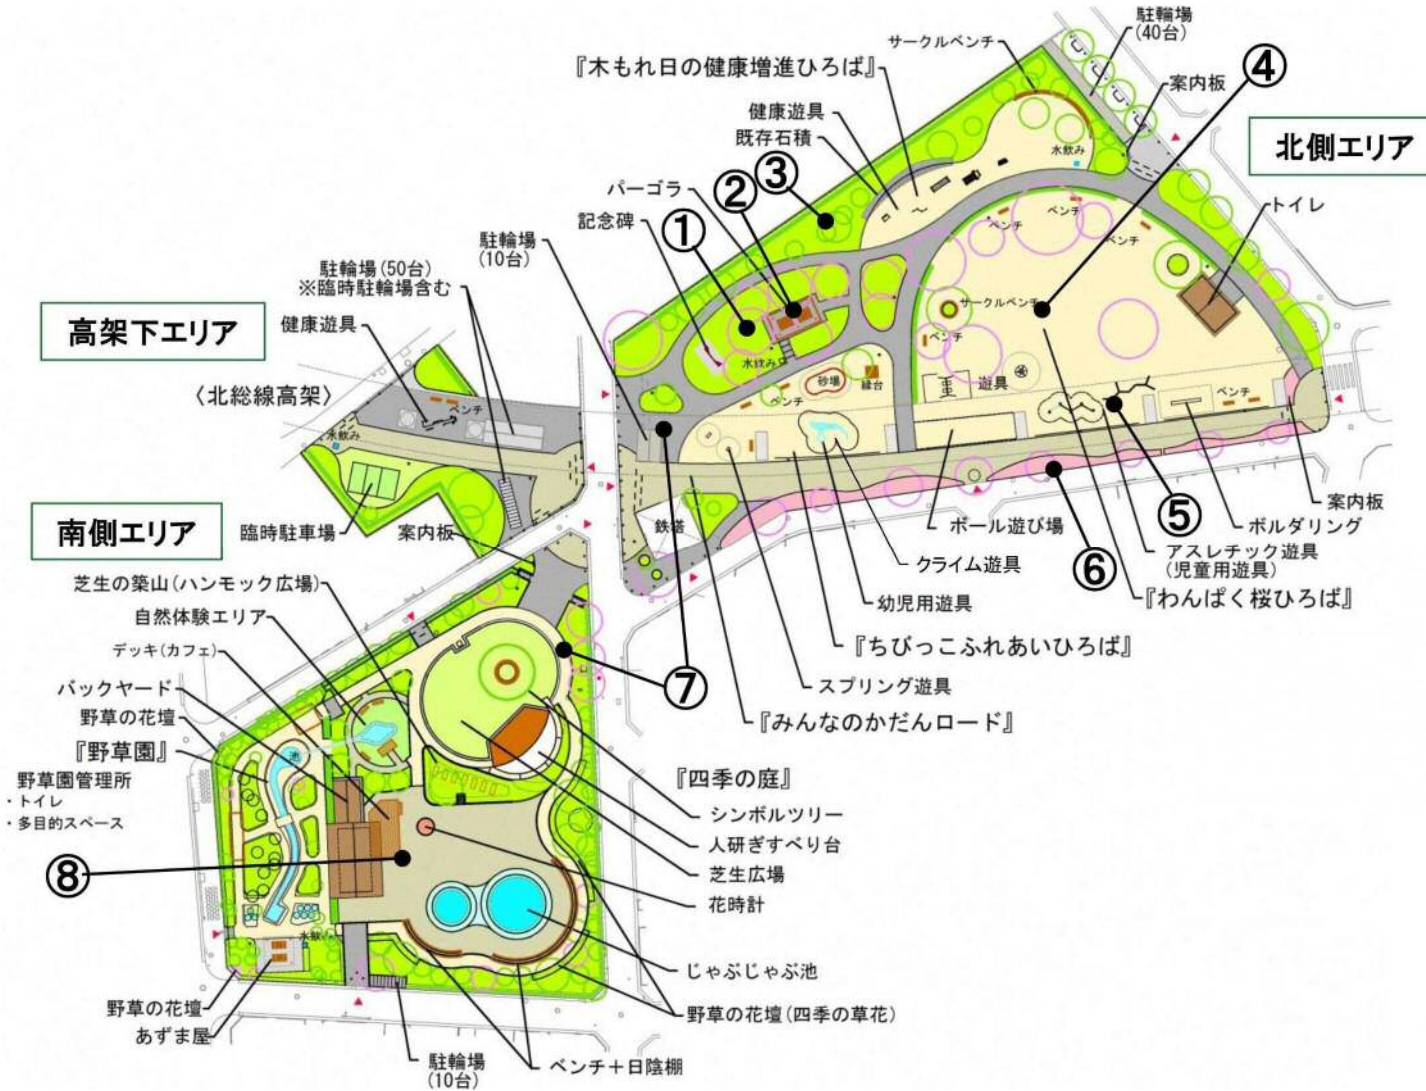 駐輪場
(40台)
サークルベンチ
『木もれ日の健康増進ひろば』
④
案内板
健康遊具
既存石積
北側エリア
水飲み
パーゴラ
②
③
記念碑
①
トイレ
駐輪場
(10台)
ベンチ
ベンチ
ベンチ
駐輪場(50台)
※臨時駐輪場含む
サークルベンチ
高架下エリア
健康遊具
ベンチ
水飲み
砂場
縁台
遊具
〈北総線高架〉
ベンチ
ベンチ
ベンチ
水飲み
案内板
臨時駐車場
鉄塔
ボール遊び場
⑤
ボルダリング
南側エリア
案内板
クライム遊具
⑥
アスレチック遊具
(児童用遊具)
芝生の築山(ハンモック広場)
幼児用遊具
『わんぱく桜ひろば』
自然体験エリア
『ちびっこふれあいひろば』
デッキ(カフェ)
⑦
スプリング遊具
バックヤード
野草の花壇
『みんなのかだんロード』
『野草園』
池
野草園管理所
・トイレ
・多目的スペース
『四季の庭』
シンボルツリー
人研ぎすべり台
⑧
芝生広場
花時計
水飲み
じゃぶじゃぶ池
野草の花壇
野草の花壇(四季の草花)
あずま屋
駐輪場
(10台)
ベンチ+日陰棚